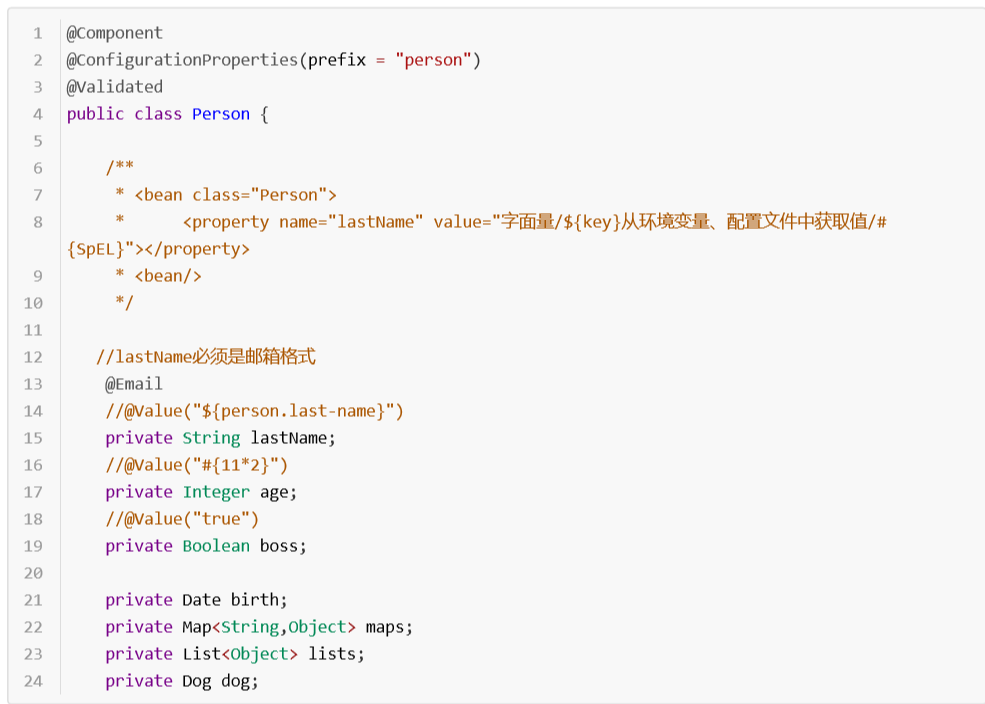 1 @Component
2 @ConfigurationProperties(prefix = "person")
3 @Validated
4 public class Person {
5
6     /**
7      * <bean class="Person">
8      *      <property name="lastName" value="字面量/${key}从环境变量、配置文件中获取值/#
{SpEL}"></property>
9      * <bean/>
10      */
11
12    //lastName必须是邮箱格式
13     @Email
14     //@Value("${person.last-name}")
15     private String lastName;
16     //@Value("#{11*2}")
17     private Integer age;
18     //@Value("true")
19     private Boolean boss;
20
21     private Date birth;
22     private Map<String,Object> maps;
23     private List<Object> lists;
24     private Dog dog;